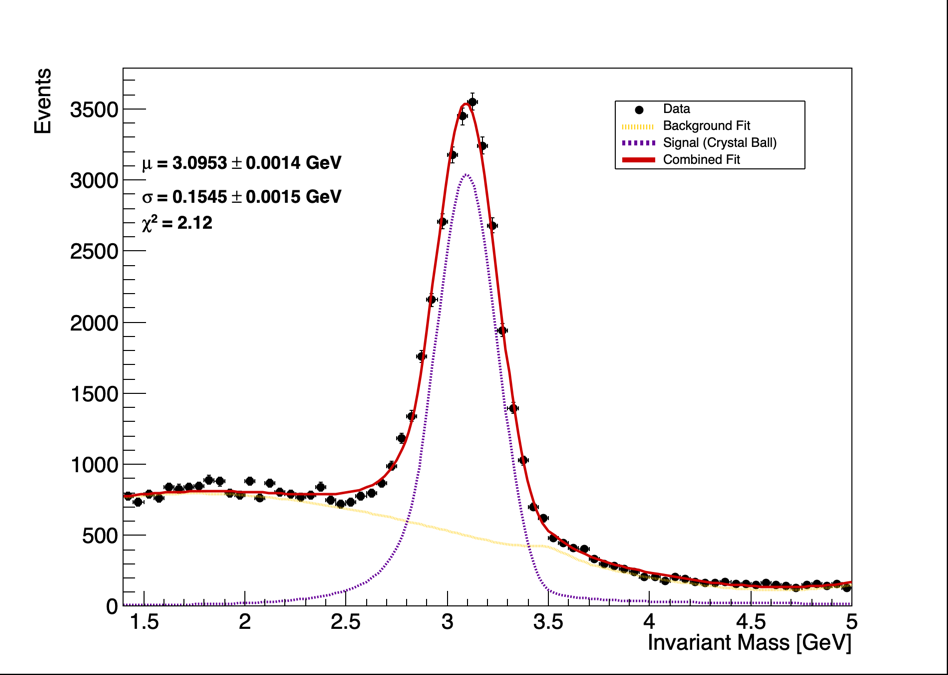 Events
3500
3000
2500
2000
1500
1000
500
0
μ = 3.0953 ± 0.0014 GeV
σ = 0.1545 ± 0.0015 GeV
χ² = 2.12
Data
Background Fit
Signal (Crystal Ball)
Combined Fit
1.5 2 2.5 3 3.5 4 4.5 5
Invariant Mass [GeV]